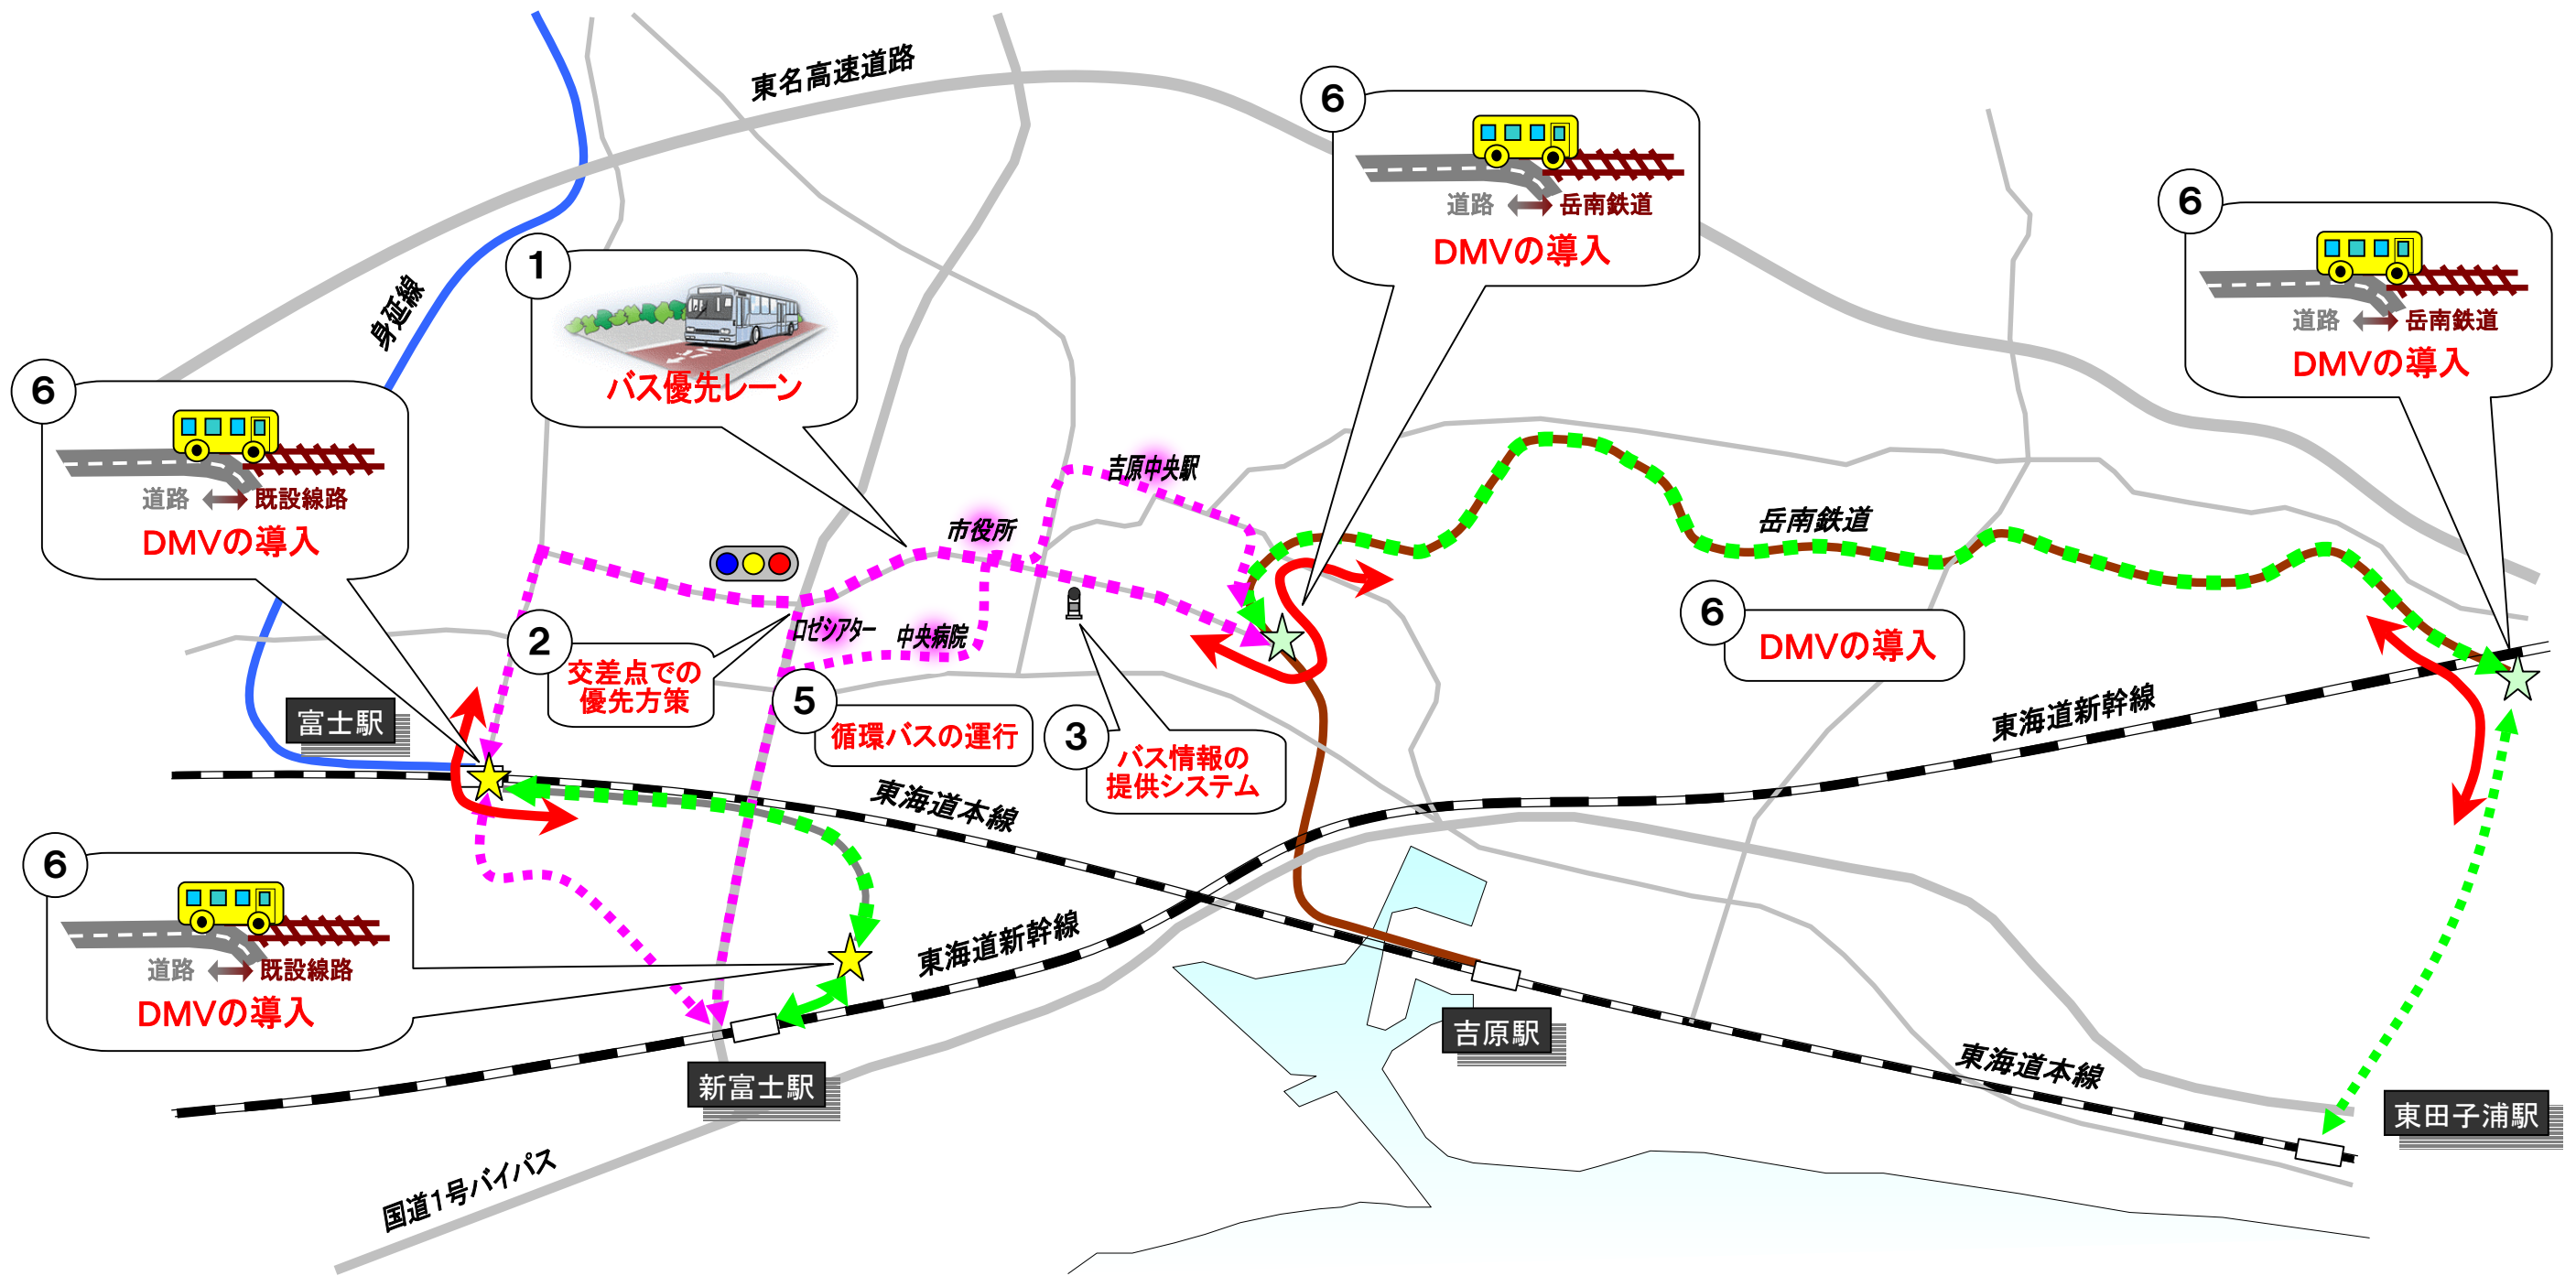 東名高速道路
身延線
6
道路 岳南鉄道
DMVの導入
6
道路 岳南鉄道
DMVの導入
1
バス優先レーン
6
道路 既設線路
DMVの導入
吉原中央駅
市役所
岳南鉄道
6
DMVの導入
2
交差点での
優先方策
ロゼシアター
中央病院
5
循環バスの運行
3
バス情報の
提供システム
富士駅
東海道新幹線
東海道本線
6
道路 既設線路
DMVの導入
東海道新幹線
吉原駅
新富士駅
東海道本線
東田子浦駅
国道1号バイパス